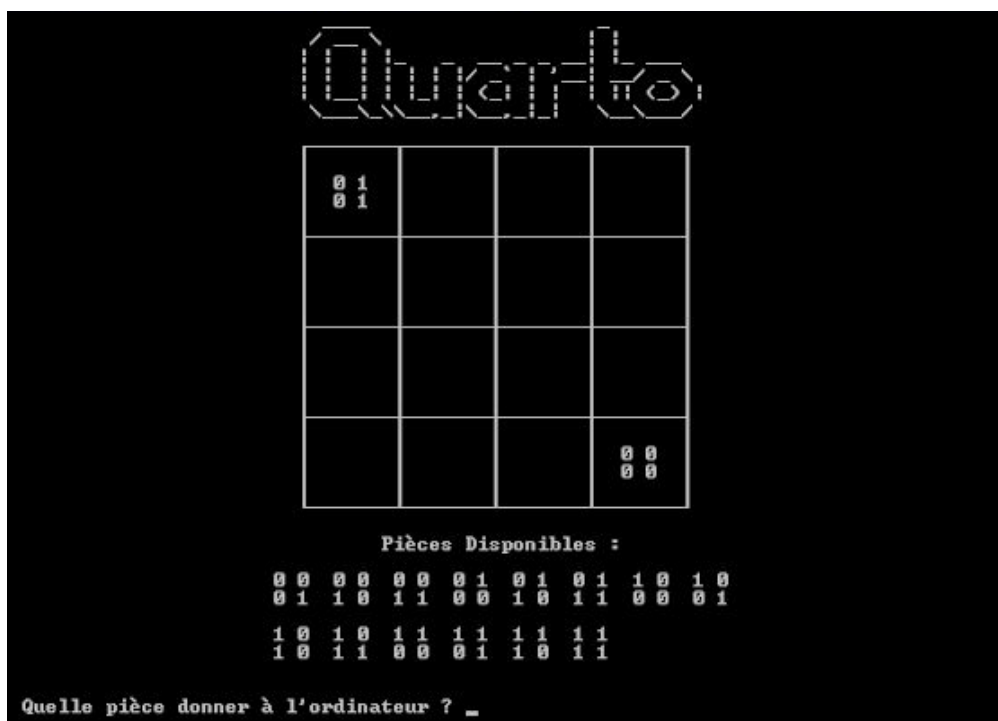 Quarto
0 1
0 1
0 0
0 0
Pièces Disponibles :
0 0 0 0 0 0 0 1 0 1 0 1 1 0 1 0
0 1 1 0 1 1 0 0 1 0 1 1 0 0 0 1
1 0 1 0 1 1 1 1 1 1 1 1
1 0 1 1 0 0 0 1 1 0 1 1
Quelle pièce donner à l'ordinateur ? _